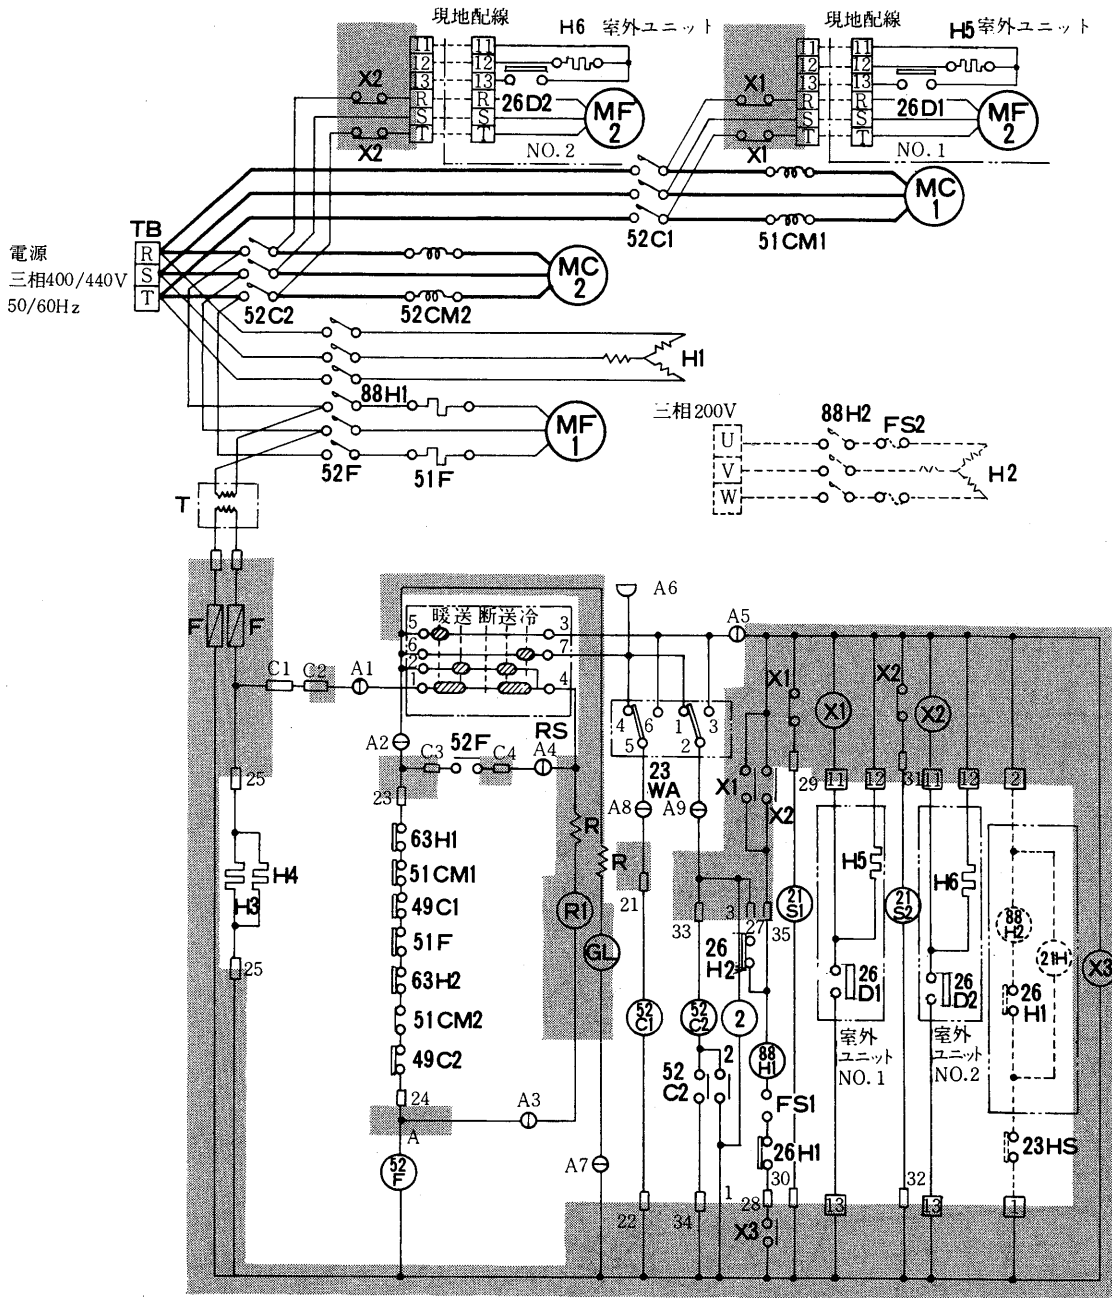 現地配線
H6 室外ユニット
11 11
12 12
13 13
R R
S S
T T
X2
X2
26D2
MF 2
NO.2
現地配線
H5 室外ユニット
11 11
12 12
13 13
R R
S S
T T
X1
X1
26D1
MF 2
NO.1
MC 1
52C1
51CM1
TB
電源
三相400/440V
50/60Hz
R
S
T
MC 2
52C2
52CM2
H1
88H1
MF 1
52F
51F
三相200V
U
V
W
88H2
FS2
H2
T
F F
C1 C2 A1
暖送断送冷
5 3
6 7
2
1 4
RS
A6
A5
A2
C3 52F C4 A4
4 6 1 3
5 2
23 WA
A8 A9
X1
X1
X2
X1
X2
X2
29 11 12 31 11 12 2
25
H3
H4
25
23
63H1
51CM1
49C1
51F
63H2
51CM2
49C2
24
A
A3
52 F
R
R
R1
GL
A7
21
33
3
27
35
26 H2
52 C1
52 C2
2
88 H1
52 C2
2
FS1
26H1
21 S1
H5
26 D1
室外
ユニット
NO.1
21 S2
H6
26 D2
室外
ユニット
NO.2
88 H2
21H
26 H1
23HS
X3
22
34
1
30
28
X3
13
32
13
1